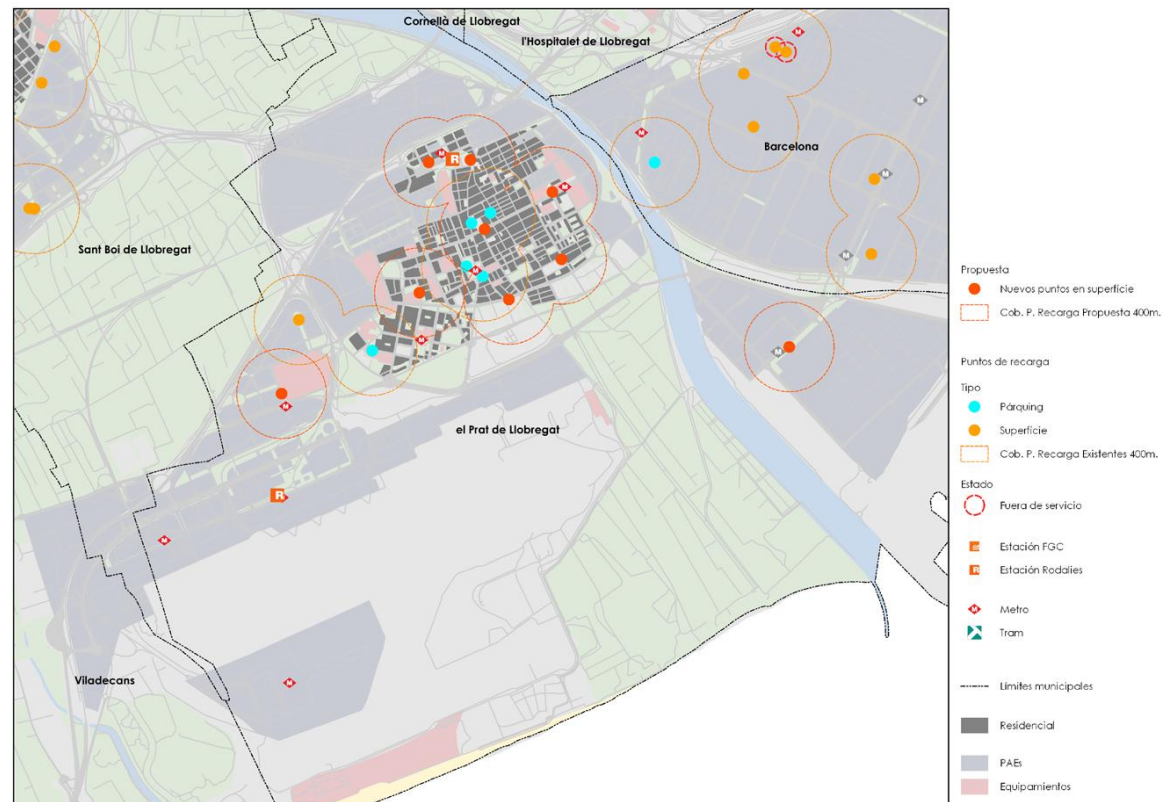 Cornellà de Llobregat
l'Hospitalet de Llobregat
Barcelona
Sant Boi de Llobregat
el Prat de Llobregat
Viladecans
M
M
M
M
R
M
M
M
M
M
M
M
R
M
M
Propuesta
Nuevos puntos en superficie
Cob. P. Recarga Propuesta 400m.
Puntos de recarga
Tipo
Párquing
Superficie
Cob. P. Recarga Existentes 400m.
Estado
Fuera de servicio
Estación FGC
R Estación Rodalies
M Metro
Tram
Límites municipales
Residencial
PAEs
Equipamientos